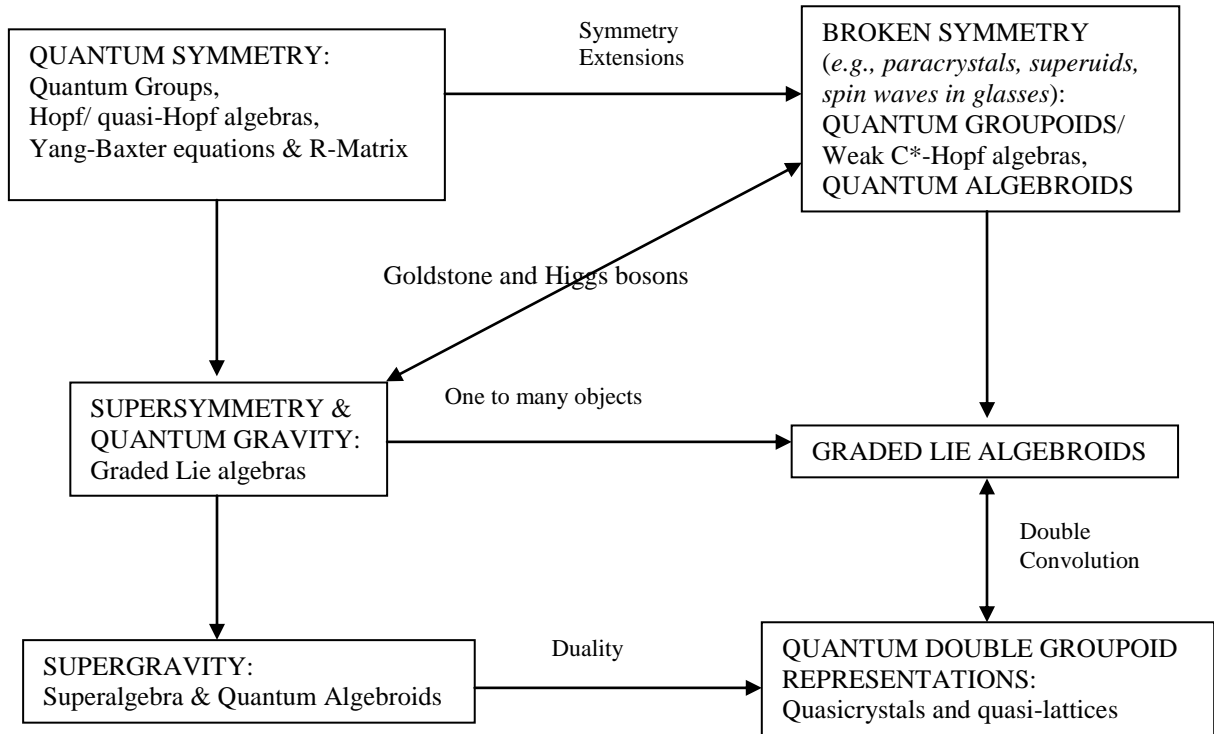 QUANTUM SYMMETRY:
Quantum Groups,
Hopf/ quasi-Hopf algebras,
Yang-Baxter equations & R-Matrix
Symmetry
Extensions
BROKEN SYMMETRY
(e.g., paracrystals, superuids,
spin waves in glasses):
QUANTUM GROUPOIDS/
Weak C*-Hopf algebras,
QUANTUM ALGEBROIDS
Goldstone and Higgs bosons
SUPERSYMMETRY &
QUANTUM GRAVITY:
Graded Lie algebras
One to many objects
GRADED LIE ALGEBROIDS
Double
Convolution
SUPERGRAVITY:
Superalgebra & Quantum Algebroids
Duality
QUANTUM DOUBLE GROUPOID
REPRESENTATIONS:
Quasicrystals and quasi-lattices